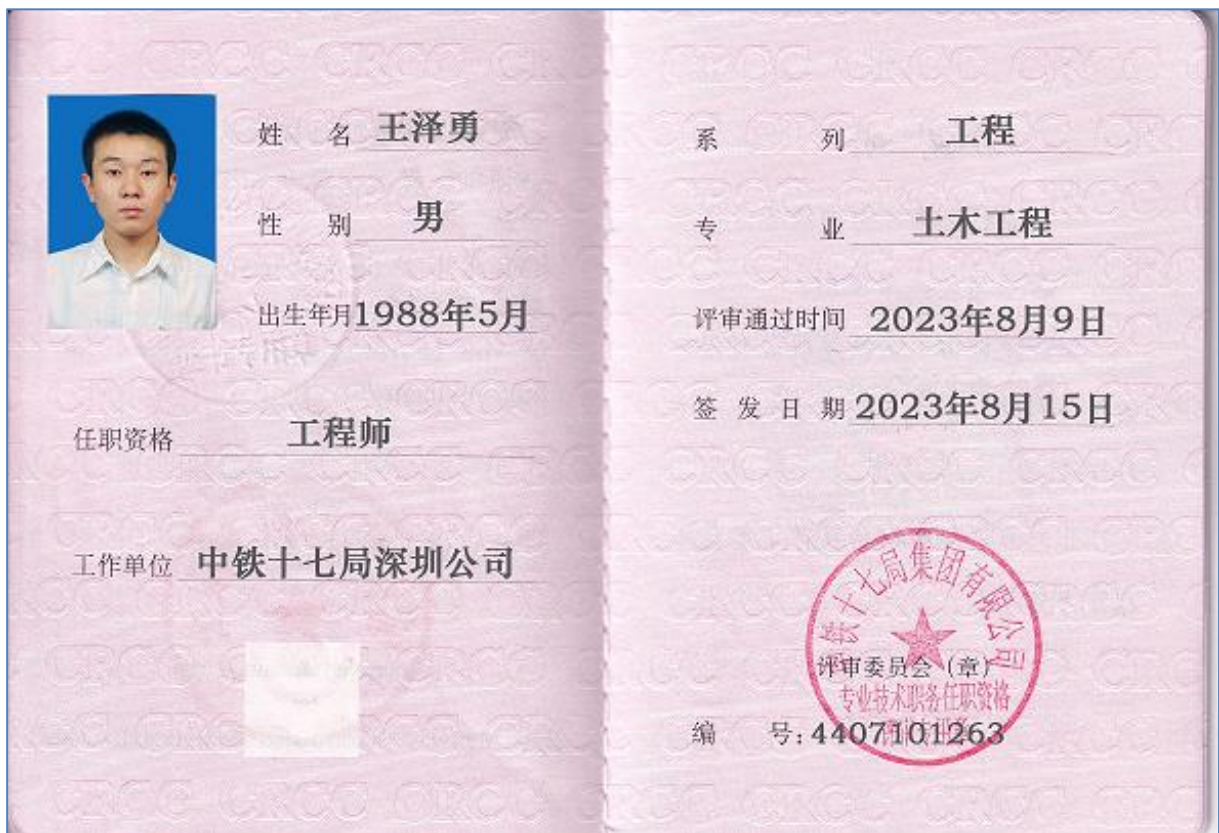 姓 名 王泽勇
性 别 男
出生年月 1988年5月
任职资格 工程师
工作单位 中铁十七局深圳公司
系 列 工程
专 业 土木工程
评审通过时间 2023年8月9日
签 发 日 期 2023年8月15日
中铁十七局集团有限公司
评审委员会（章）
专业技术职务任职资格
编 号: 4407101263